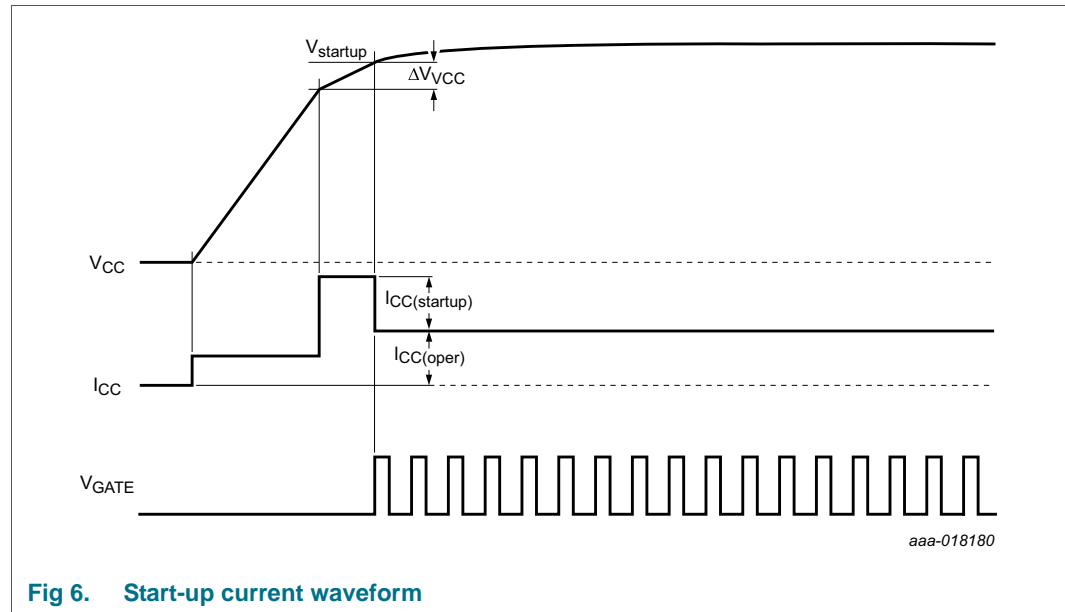 Vstartup
ΔVVCC
VCC
ICC(startup)
ICC(oper)
ICC
VGATE
aaa-018180
Fig 6. Start-up current waveform